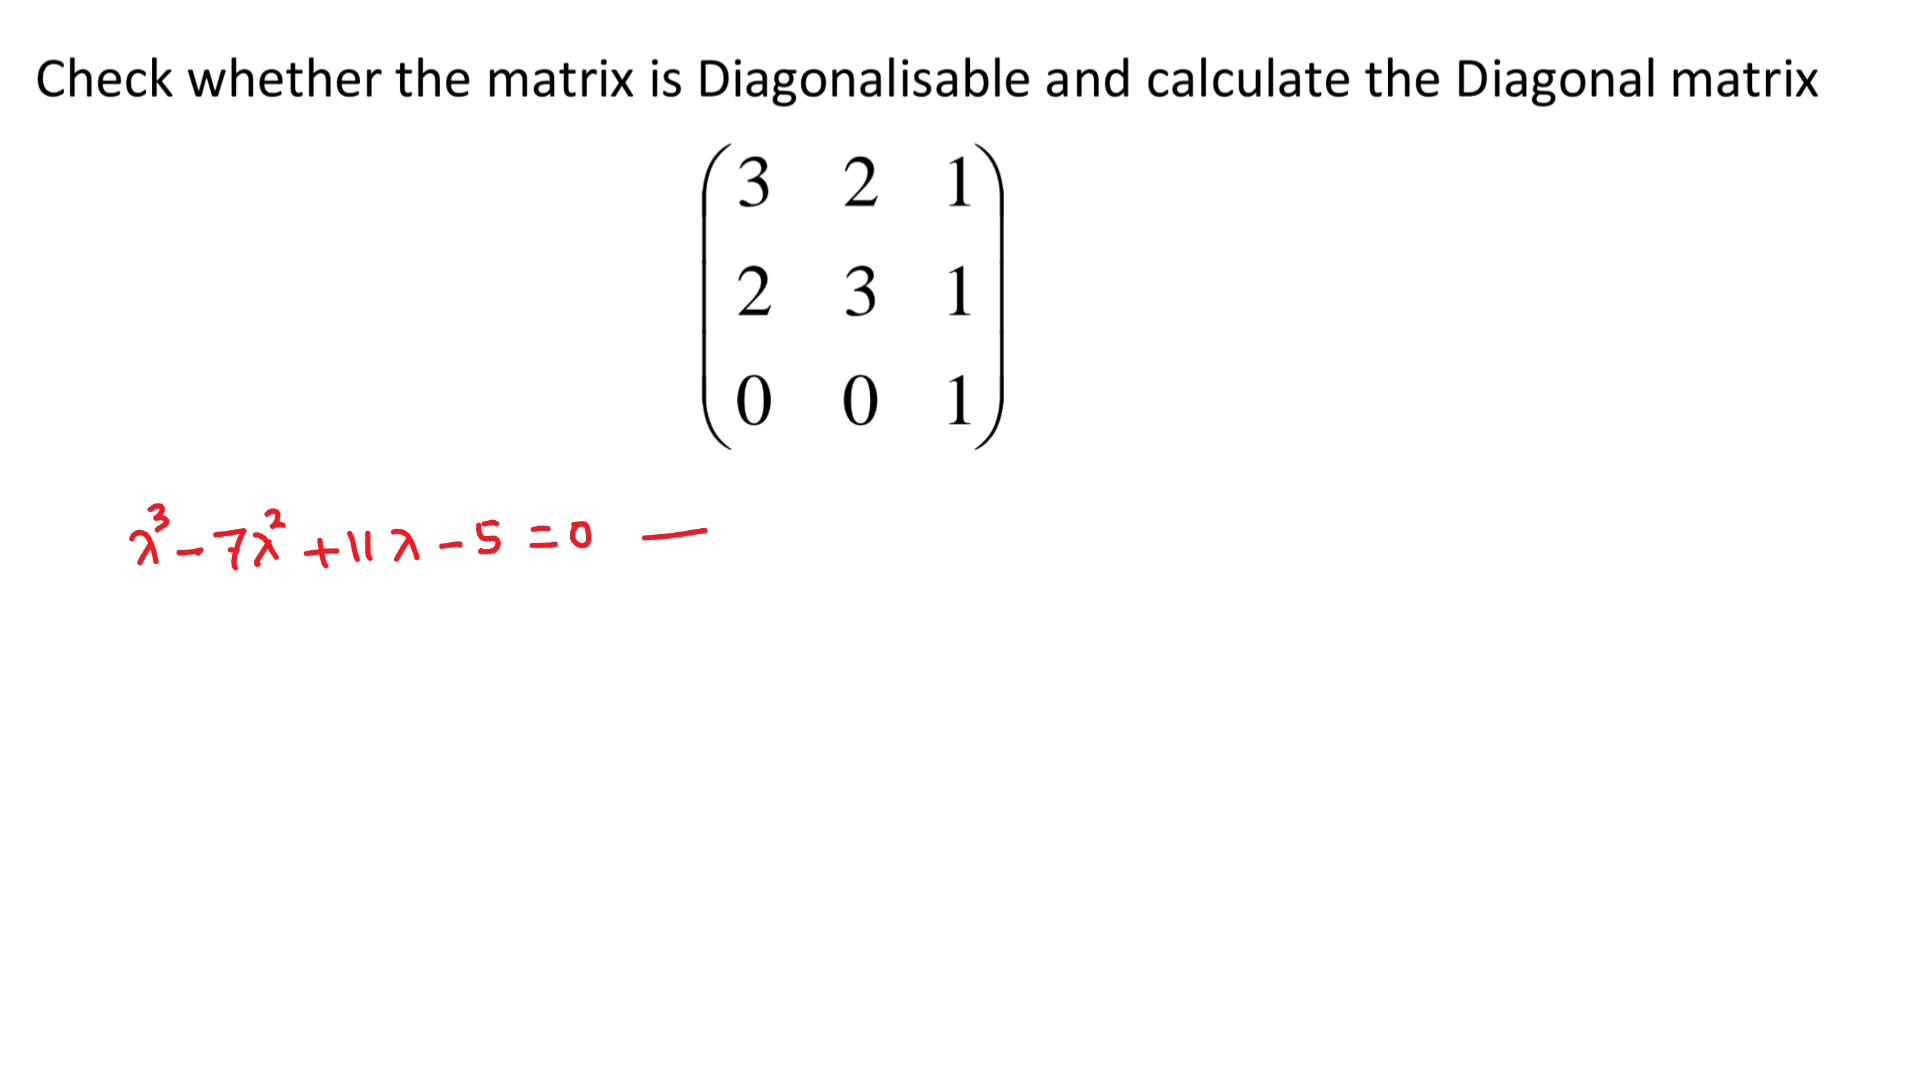 Check whether the matrix is Diagonalisable and calculate the Diagonal matrix
3 2 1
2 3 1
0 0 1
λ³ - 7λ² + 11λ - 5 = 0 —